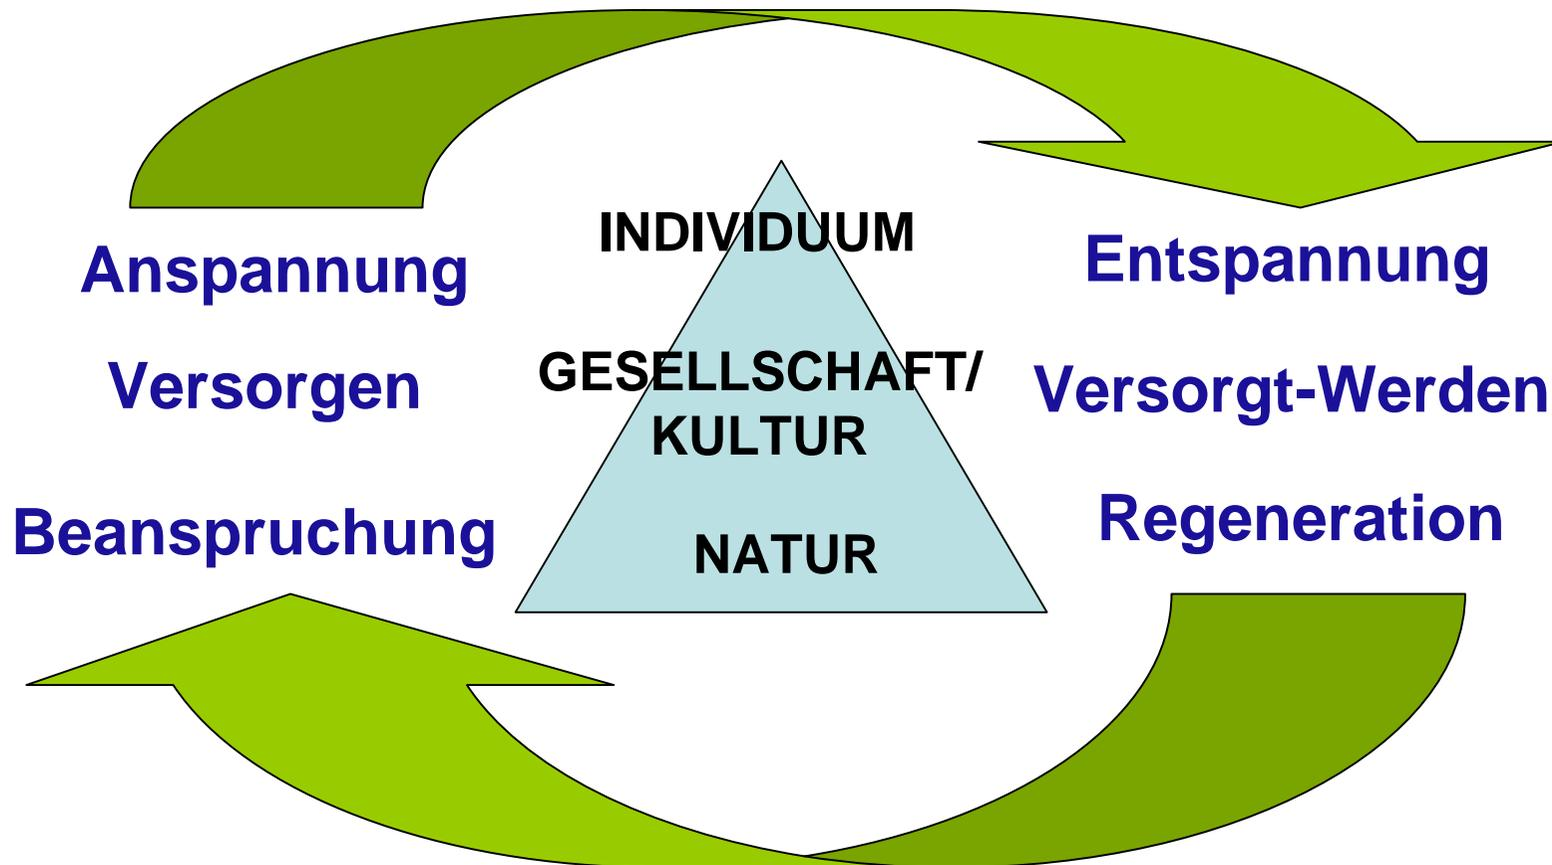 Anspannung
Versorgen
Beanspruchung
INDIVIDUUM
GESELLSCHAFT/
KULTUR
NATUR
Entspannung
Versorgt-Werden
Regeneration